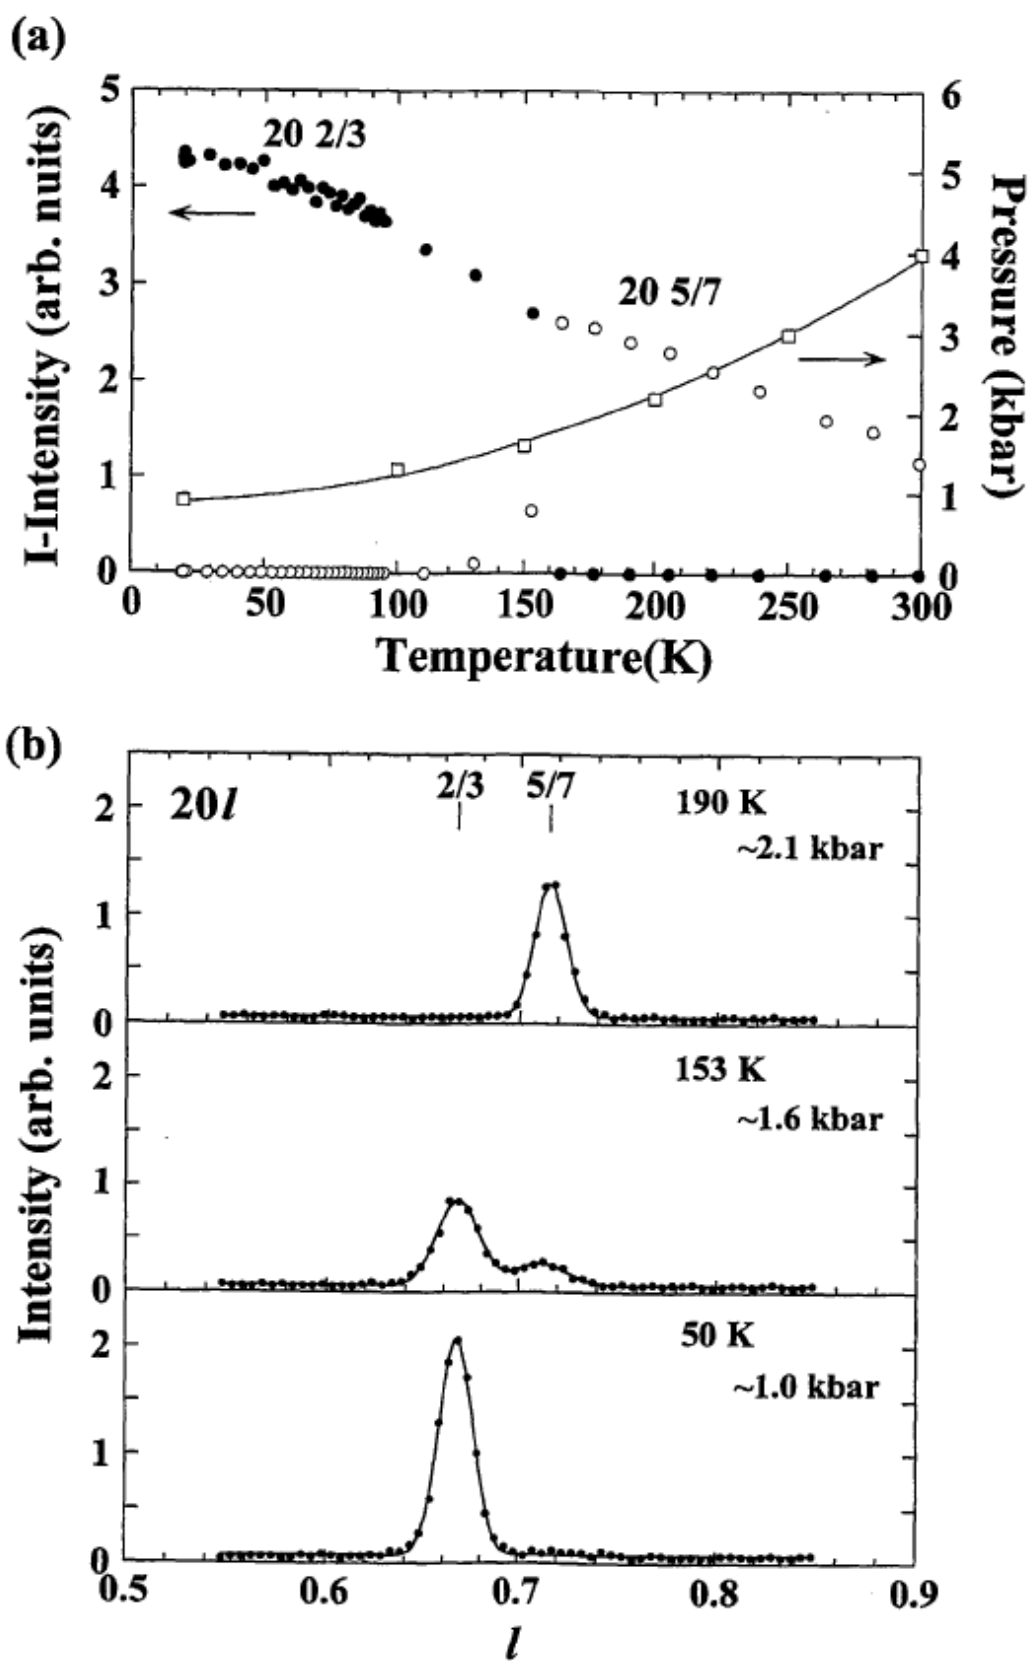 (a)
5
4
3
2
1
0
I-Intensity (arb. nuits)
20 2/3
20 5/7
6
5
4
3
2
1
0
Pressure (kbar)
0 50 100 150 200 250 300
Temperature(K)
(b)
20l
2/3 5/7
190 K
~2.1 kbar
2
1
0
153 K
~1.6 kbar
2
1
0
50 K
~1.0 kbar
2
1
0
Intensity (arb. units)
0.5 0.6 0.7 0.8 0.9
l